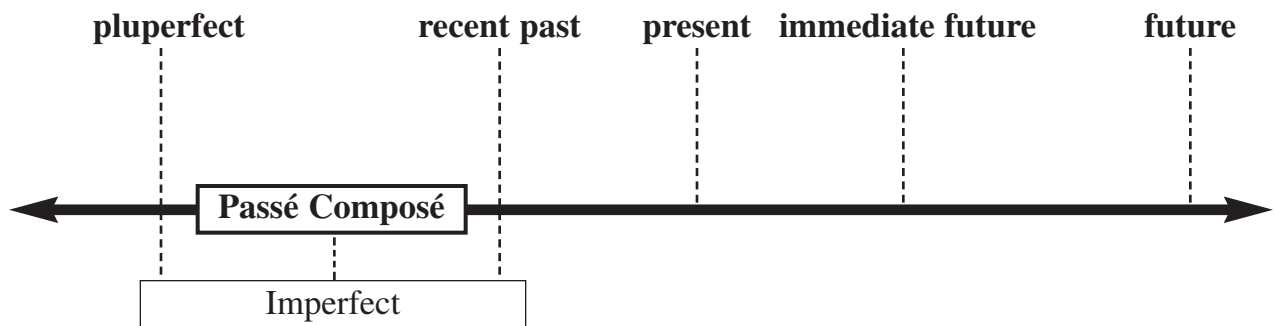 pluperfect recent past present immediate future future
Passé Composé
Imperfect